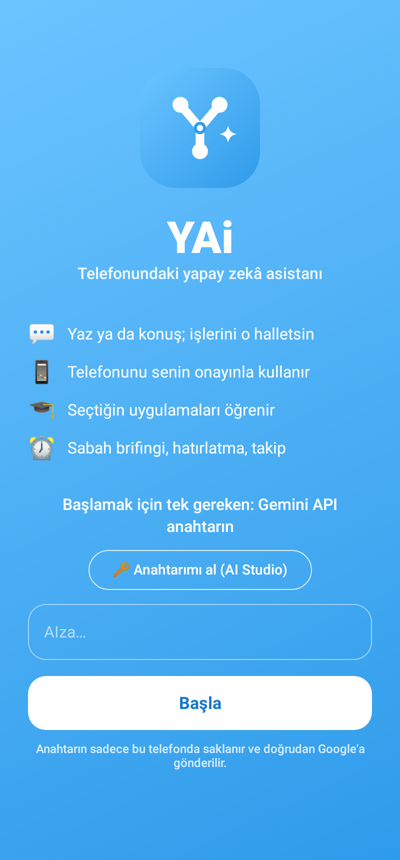 YAi
Telefonundaki yapay zekâ asistanı
Yaz ya da konuş; işlerini o halletsin
Telefonunu senin onayınla kullanır
Seçtiğin uygulamaları öğrenir
Sabah brifingi, hatırlatma, takip
Başlamak için tek gereken: Gemini API
anahtarın
Anahtarımı al (AI Studio)
AIza…
Başla
Anahtarın sadece bu telefonda saklanır ve doğrudan Google'a
gönderilir.